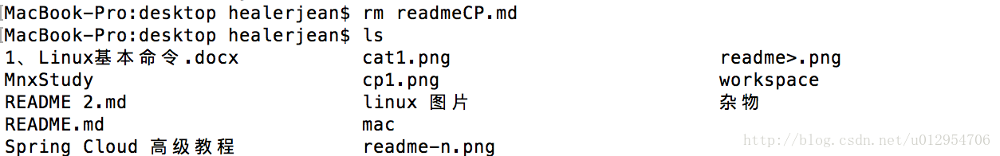 [MacBook-Pro:desktop healerjean$ rm readmeCP.md
[MacBook-Pro:desktop healerjean$ ls
1、Linux基本命令.docx cat1.png readme>.png
MnxStudy cp1.png workspace
README 2.md linux 图片 杂物
README.md mac
Spring Cloud 高级教程 readme-n.png
http://blog.csdn.net/u012954706